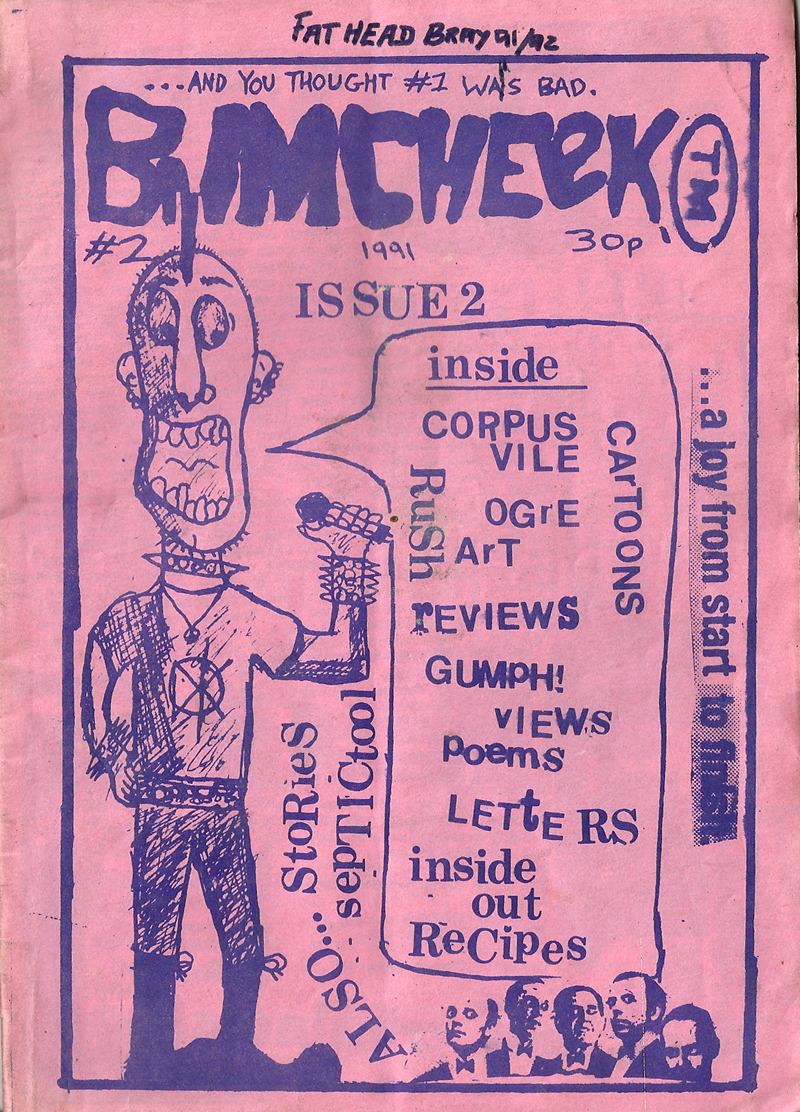 FAT HEAD BRAY 91/92
...AND YOU THOUGHT #1 WAS BAD.
BUMCHEEK
TM
#2
1991
30p
ISSUE 2
inside
CORPUS
VILE
CArTOONS
RuSh
OGrE
ArT
rEVIEWS
GUMPH!
vIEWS
poems
LETtERS
inside
out
ReCipes
...a joy from start to finish
ALSO... StoRieS
sepTICtool